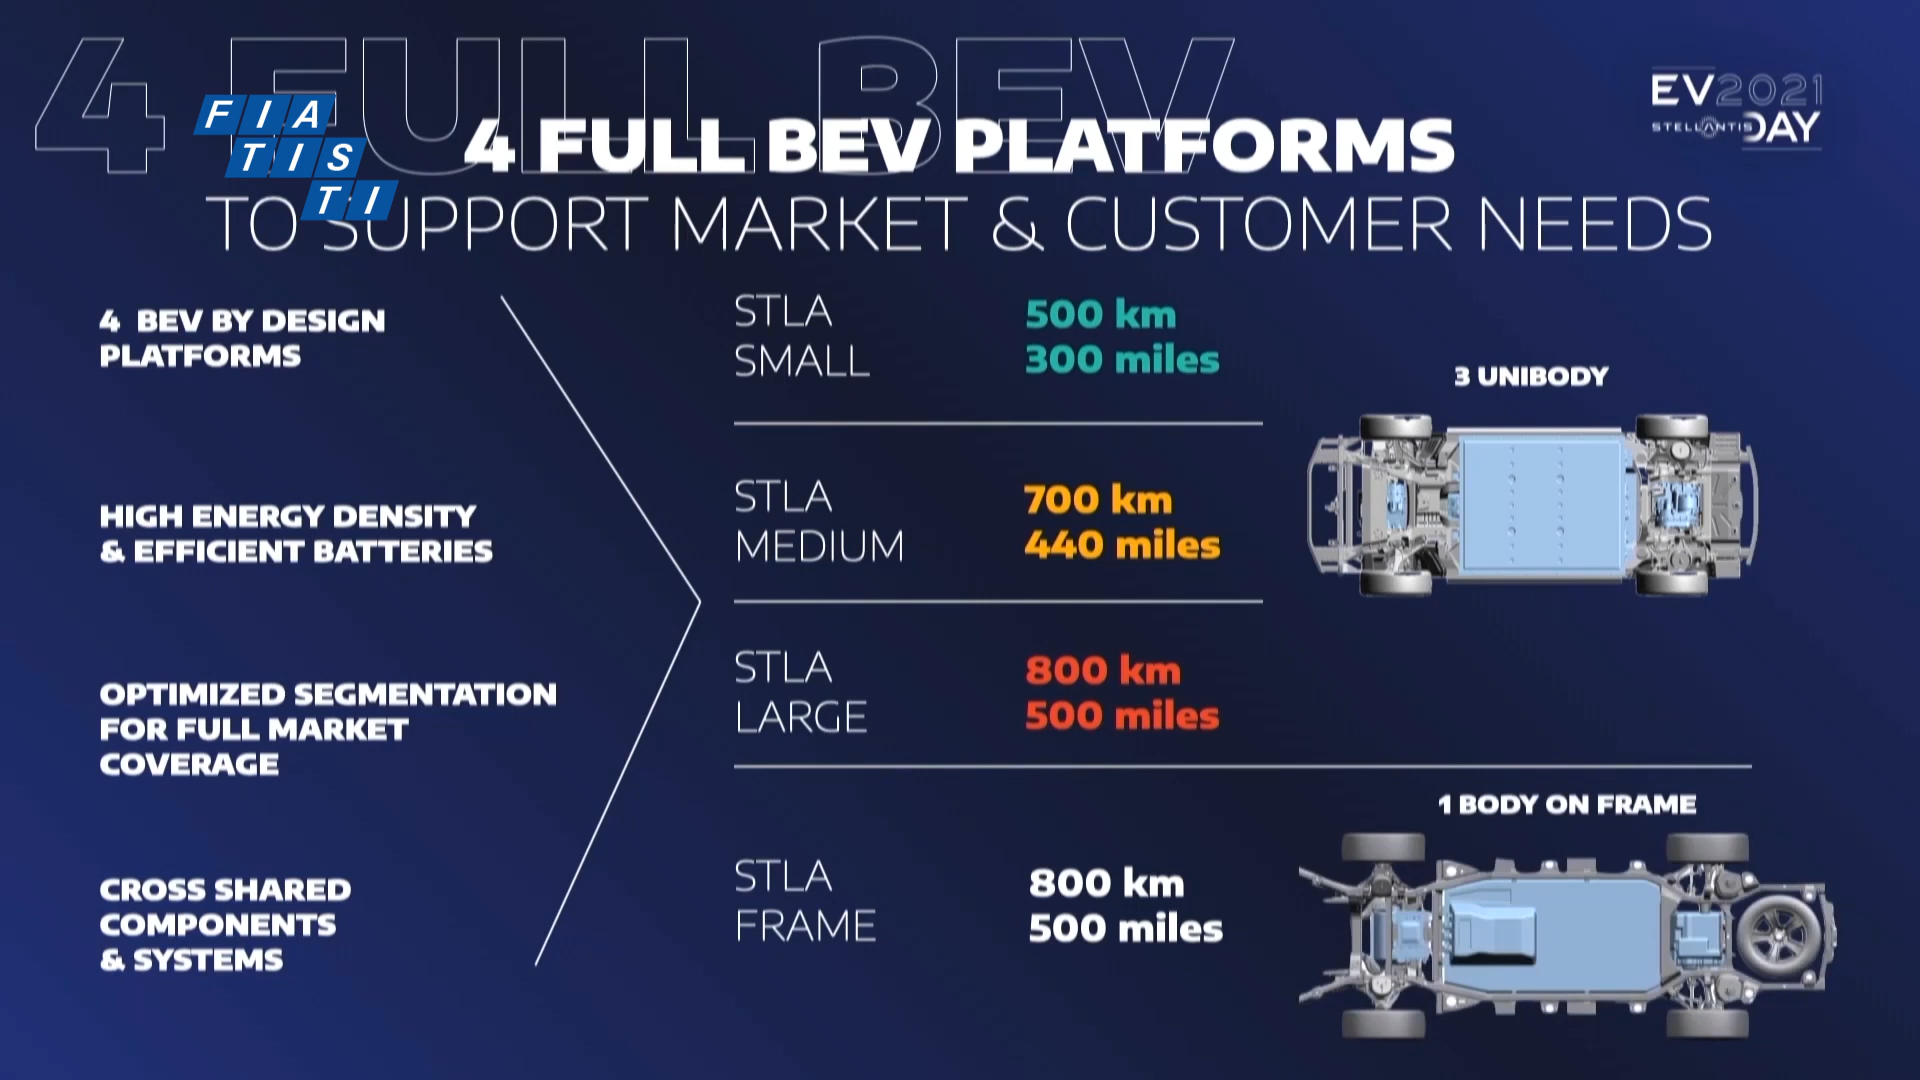 4 FULL BEV
FIA
TIS
TI
4 FULL BEV PLATFORMS
TO SUPPORT MARKET & CUSTOMER NEEDS
EV2021
STELLANTIS DAY
4 BEV BY DESIGN
PLATFORMS
HIGH ENERGY DENSITY
& EFFICIENT BATTERIES
OPTIMIZED SEGMENTATION
FOR FULL MARKET
COVERAGE
CROSS SHARED
COMPONENTS
& SYSTEMS
STLA
SMALL
500 km
300 miles
STLA
MEDIUM
700 km
440 miles
STLA
LARGE
800 km
500 miles
3 UNIBODY
STLA
FRAME
800 km
500 miles
1 BODY ON FRAME